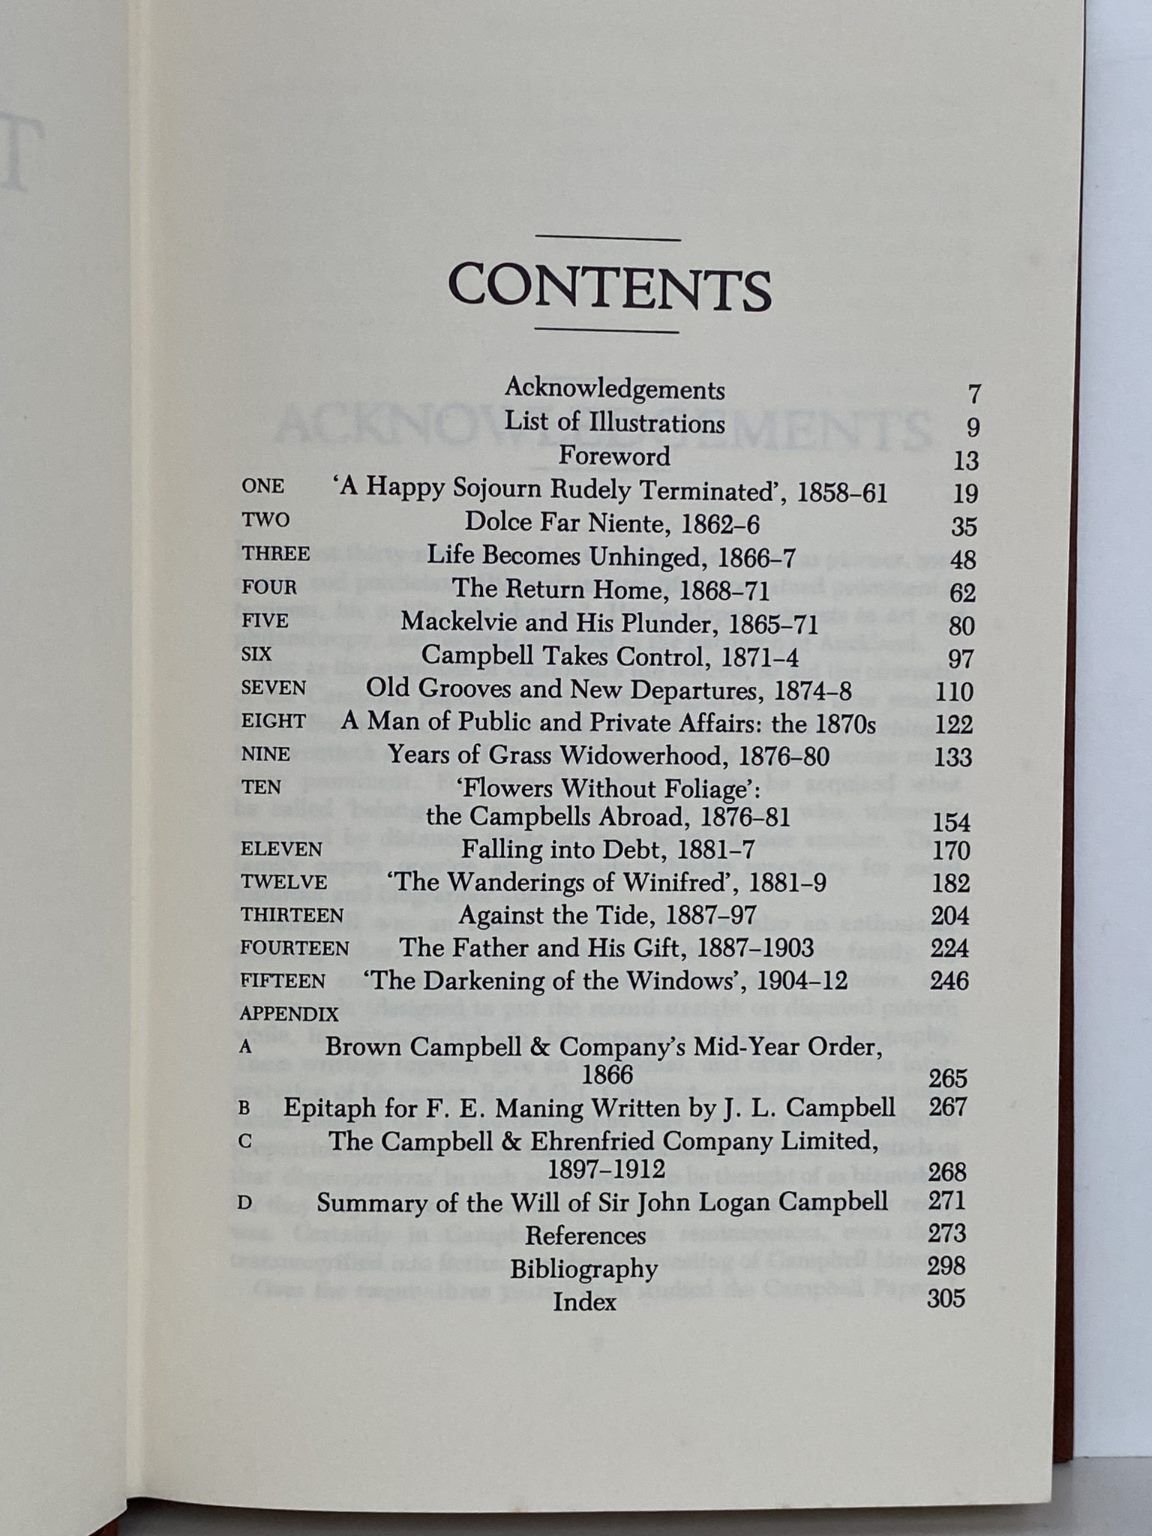 T
CONTENTS
Acknowledgements 7
List of Illustrations 9
Foreword 13
ONE ‘A Happy Sojourn Rudely Terminated’, 1858–61 19
TWO Dolce Far Niente, 1862–6 35
THREE Life Becomes Unhinged, 1866–7 48
FOUR The Return Home, 1868–71 62
FIVE Mackelvie and His Plunder, 1865–71 80
SIX Campbell Takes Control, 1871–4 97
SEVEN Old Grooves and New Departures, 1874–8 110
EIGHT A Man of Public and Private Affairs: the 1870s 122
NINE Years of Grass Widowerhood, 1876–80 133
TEN ‘Flowers Without Foliage’:
the Campbells Abroad, 1876–81 154
ELEVEN Falling into Debt, 1881–7 170
TWELVE ‘The Wanderings of Winifred’, 1881–9 182
THIRTEEN Against the Tide, 1887–97 204
FOURTEEN The Father and His Gift, 1887–1903 224
FIFTEEN ‘The Darkening of the Windows’, 1904–12 246
APPENDIX
A Brown Campbell & Company’s Mid-Year Order,
1866 265
B Epitaph for F. E. Maning Written by J. L. Campbell 267
C The Campbell & Ehrenfried Company Limited,
1897–1912 268
D Summary of the Will of Sir John Logan Campbell 271
References 273
Bibliography 298
Index 305
ACKNOWLEDGEMENTS